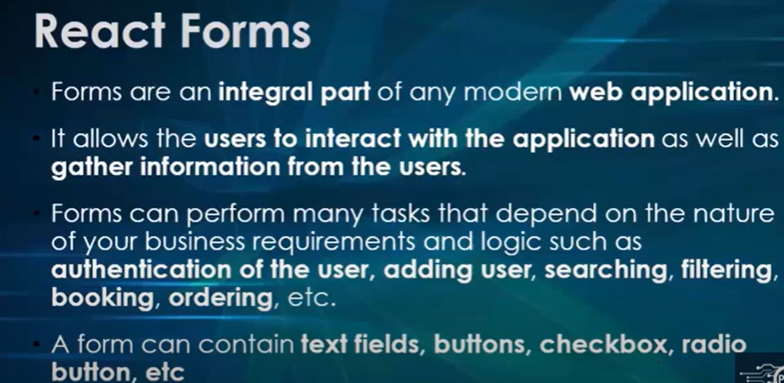 React Forms
Forms are an integral part of any modern web application.
It allows the users to interact with the application as well as
gather information from the users.
Forms can perform many tasks that depend on the nature
of your business requirements and logic such as
authentication of the user, adding user, searching, filtering,
booking, ordering, etc.
A form can contain text fields, buttons, checkbox, radio
button, etc